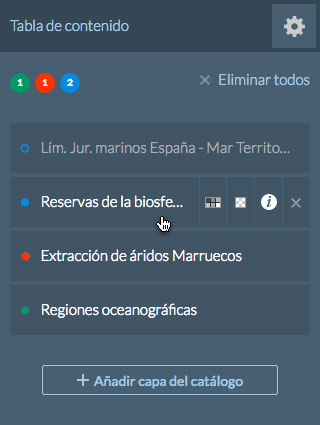 Tabla de contenido
1 1 2 × Eliminar todos
Lím. Jur. marinos España - Mar Territo...
Reservas de la biosfe...
Extracción de áridos Marruecos
Regiones oceanográficas
+ Añadir capa del catálogo